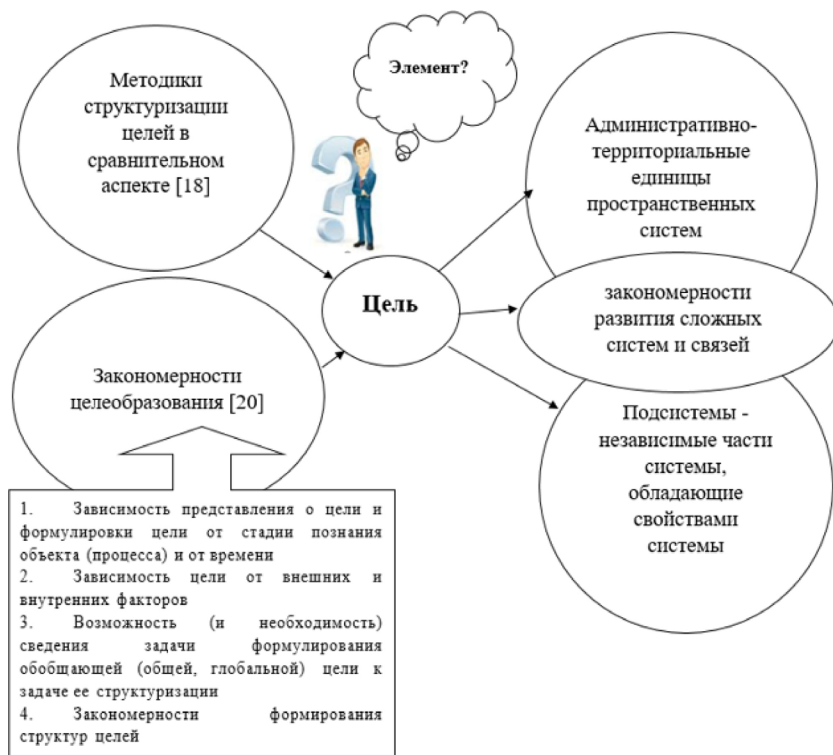 Методики
структуризации
целей в
сравнительном
аспекте [18]
Элемент?
Административно-
территориальные
единицы
пространственных
систем
Цель
закономерности
развития сложных
систем и связей
Закономерности
целеобразования [20]
Подсистемы -
независимые части
системы,
обладающие
свойствами
системы
1. Зависимость представления о цели и
формулировки цели от стадии познания
объекта (процесса) и от времени
2. Зависимость цели от внешних и
внутренних факторов
3. Возможность (и необходимость)
сведения задачи формулирования
обобщающей (общей, глобальной) цели к
задаче ее структуризации
4. Закономерности формирования
структур целей